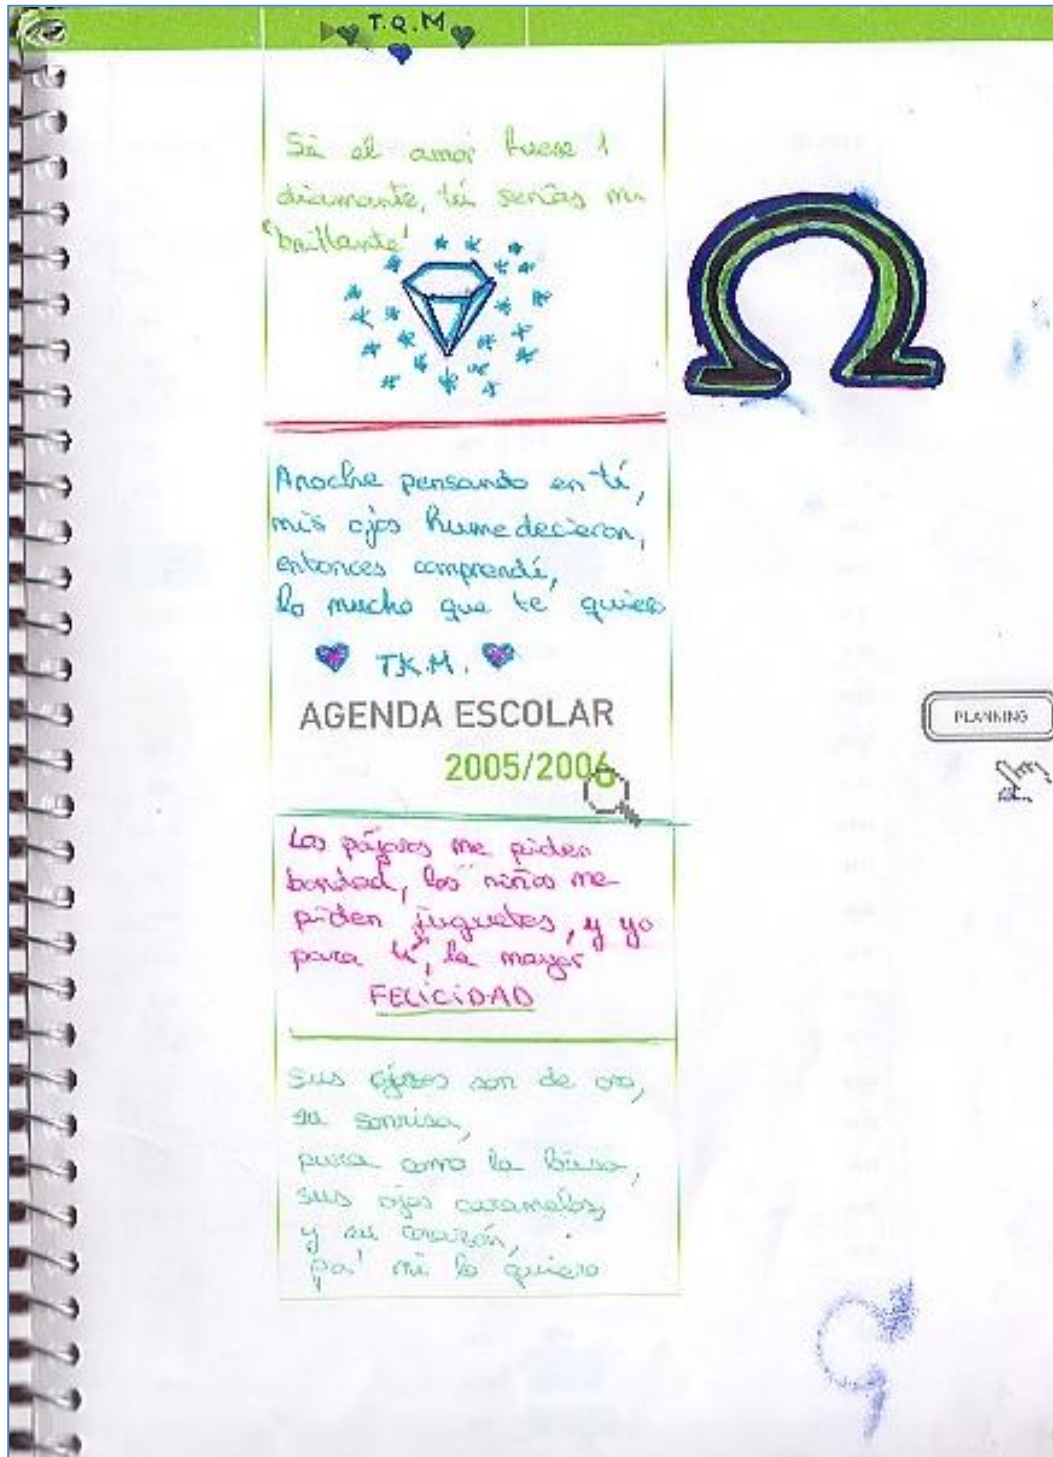 T.Q.M
Si el amor fuese 1
diamante, tú serías mi
"brillante"
Anoche pensando en tí,
mis ojos humedecieron,
entonces comprendí,
lo mucho que te quiero
TK.M.
AGENDA ESCOLAR
2005/2006
PLANNING
Los pájaros me piden
bondad, los niños me
piden juguetes, y yo
para tí, la mayor
FELICIDAD
sus son de oro,
su sonrisa,
pura como la brisa,
sus ojos caramelos,
y su corazón,
pa' mi lo quiero